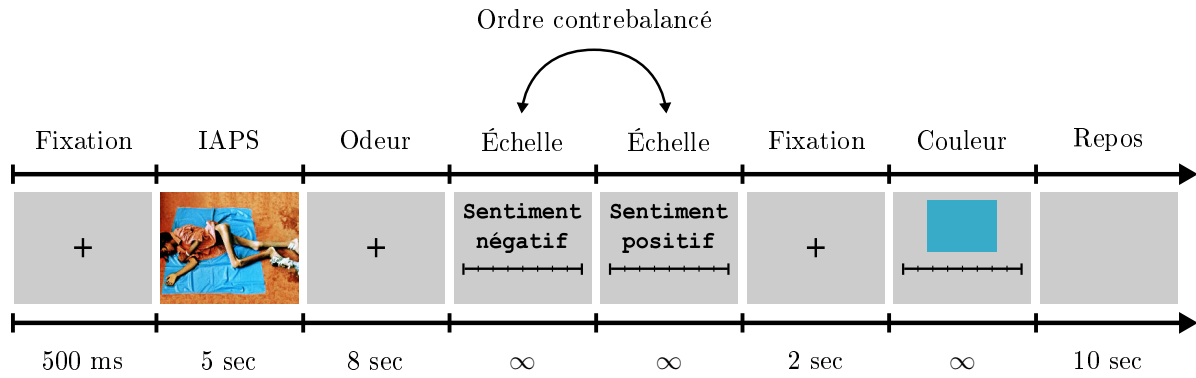 Ordre contrebalancé
Fixation IAPS Odeur Échelle Échelle Fixation Couleur Repos
+ + Sentiment négatif Sentiment positif +
500 ms 5 sec 8 sec ∞ ∞ 2 sec ∞ 10 sec